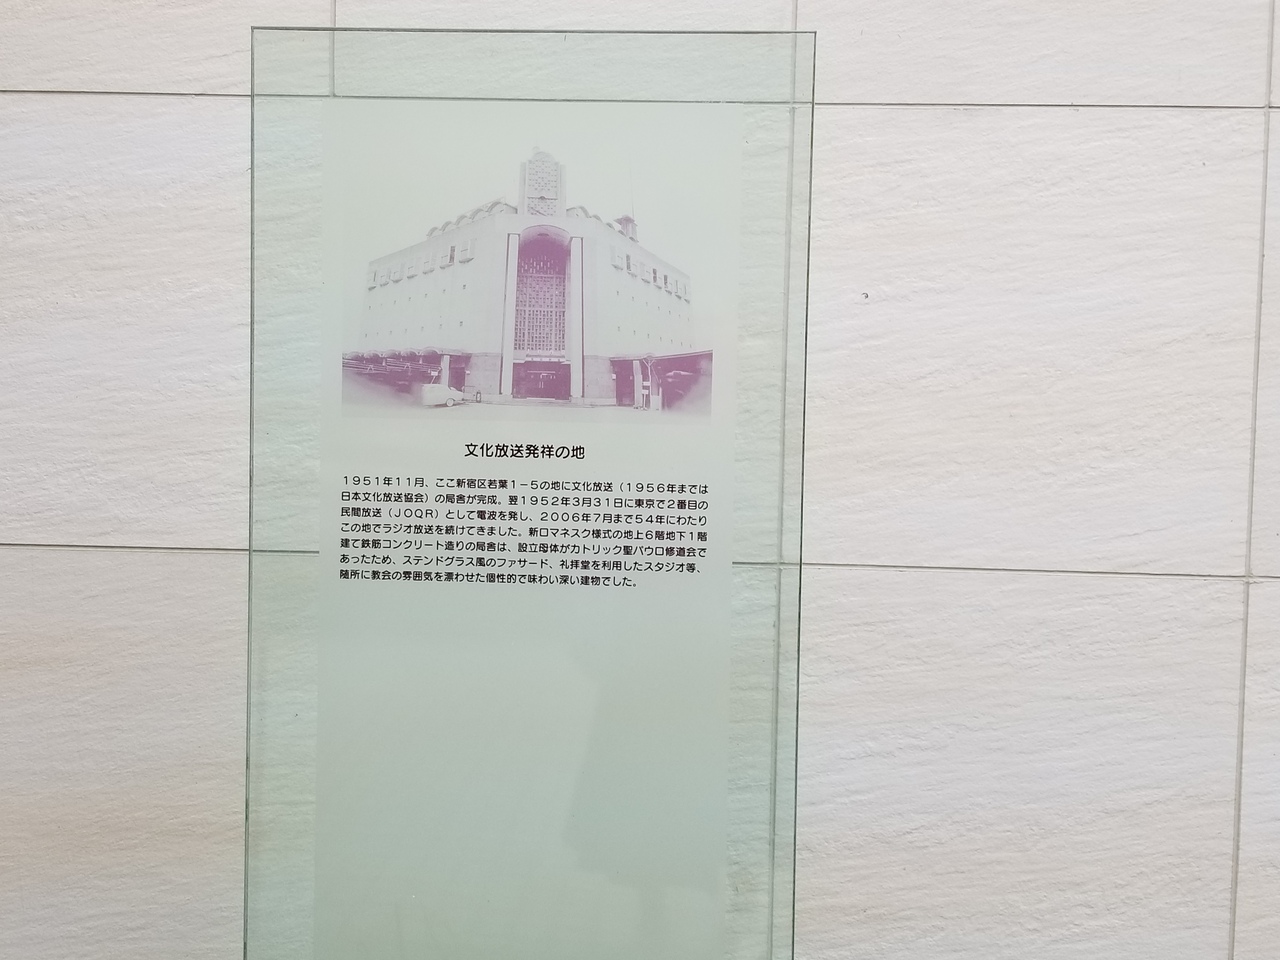 文化放送発祥の地
１９５１年１１月、ここ新宿区若葉１－５の地に文化放送（１９５６年までは
日本文化放送協会）の局舎が完成。翌１９５２年３月３１日に東京で２番目の
民間放送（ＪＯＱＲ）として電波を発し、２００６年７月まで５４年にわたり
この地でラジオ放送を続けてきました。新ロマネスク様式の地上６階地下１階
建て鉄筋コンクリート造りの局舎は、設立母体がカトリック聖パウロ修道会で
あったため、ステンドグラス風のファサード、礼拝堂を利用したスタジオ等、
随所に教会の雰囲気を漂わせた個性的で味わい深い建物でした。